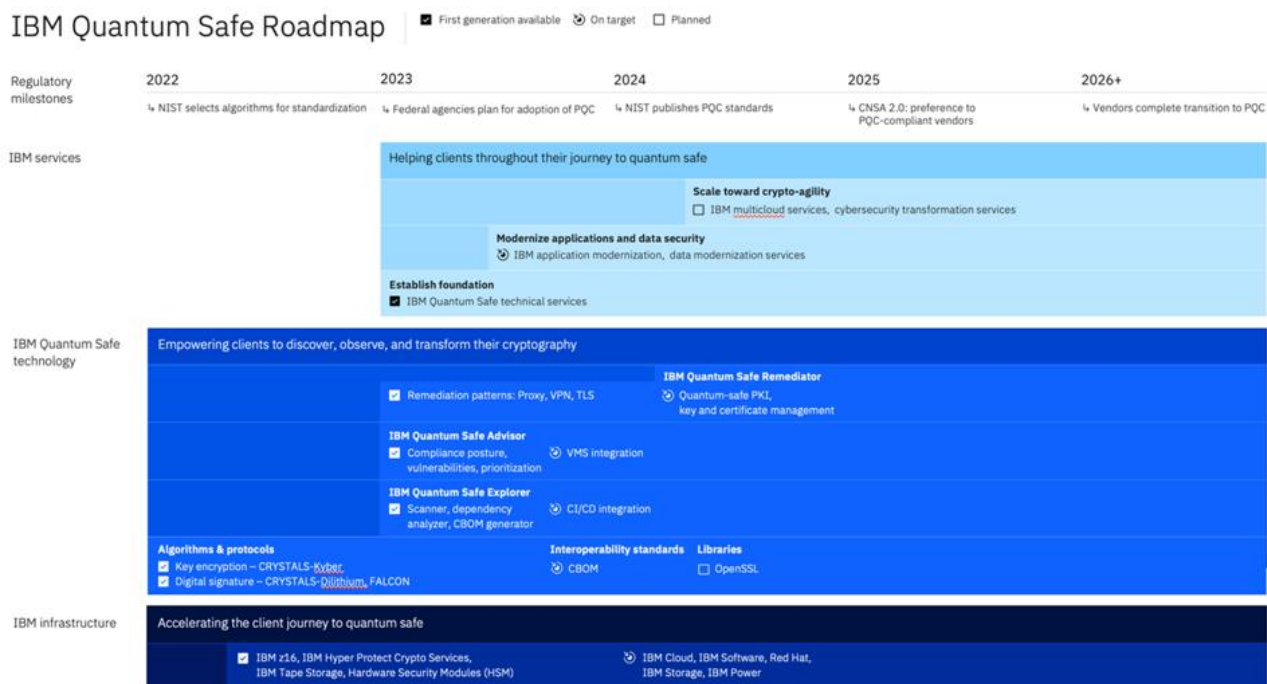 IBM Quantum Safe Roadmap
First generation available On target Planned
Regulatory
milestones
2022 2023 2024 2025 2026+
↳ NIST selects algorithms for standardization
↳ Federal agencies plan for adoption of PQC
↳ NIST publishes PQC standards
↳ CNSA 2.0: preference to
PQC-compliant vendors
↳ Vendors complete transition to PQC
IBM services
Helping clients throughout their journey to quantum safe
Scale toward crypto-agility
IBM multicloud services, cybersecurity transformation services
Modernize applications and data security
IBM application modernization, data modernization services
Establish foundation
IBM Quantum Safe technical services
IBM Quantum Safe
technology
Empowering clients to discover, observe, and transform their cryptography
Remediation patterns: Proxy, VPN, TLS
IBM Quantum Safe Remediator
Quantum-safe PKI,
key and certificate management
IBM Quantum Safe Advisor
Compliance posture,
vulnerabilities, prioritization
VMS integration
IBM Quantum Safe Explorer
Scanner, dependency
analyzer, CBOM generator
CI/CD integration
Algorithms & protocols
Key encryption – CRYSTALS-Kyber
Digital signature – CRYSTALS-Dilithium, FALCON
Interoperability standards
CBOM
Libraries
OpenSSL
IBM infrastructure
Accelerating the client journey to quantum safe
IBM z16, IBM Hyper Protect Crypto Services,
IBM Tape Storage, Hardware Security Modules (HSM)
IBM Cloud, IBM Software, Red Hat,
IBM Storage, IBM Power